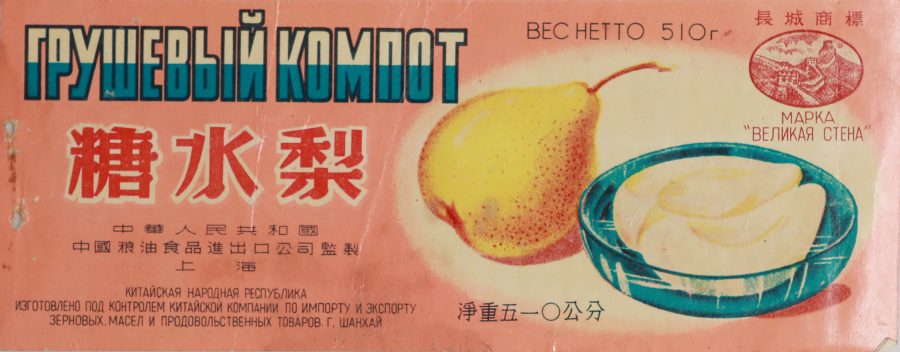 ГРУШЕВЫЙ КОМПОТ
ВЕС НЕТТО 510г
長城商標
МАРКА
"ВЕЛИКАЯ СТЕНА"
糖水梨
中華人民共和國
中國粮油食品進出口公司監製
上海
КИТАЙСКАЯ НАРОДНАЯ РЕСПУБЛИКА
ИЗГОТОВЛЕНО ПОД КОНТРОЛЕМ КИТАЙСКОЙ КОМПАНИИ ПО ИМПОРТУ И ЭКСПОРТУ
ЗЕРНОВЫХ, МАСЕЛ И ПРОДОВОЛЬСТВЕННЫХ ТОВАРОВ. Г. ШАНХАЙ
淨重五一〇公分